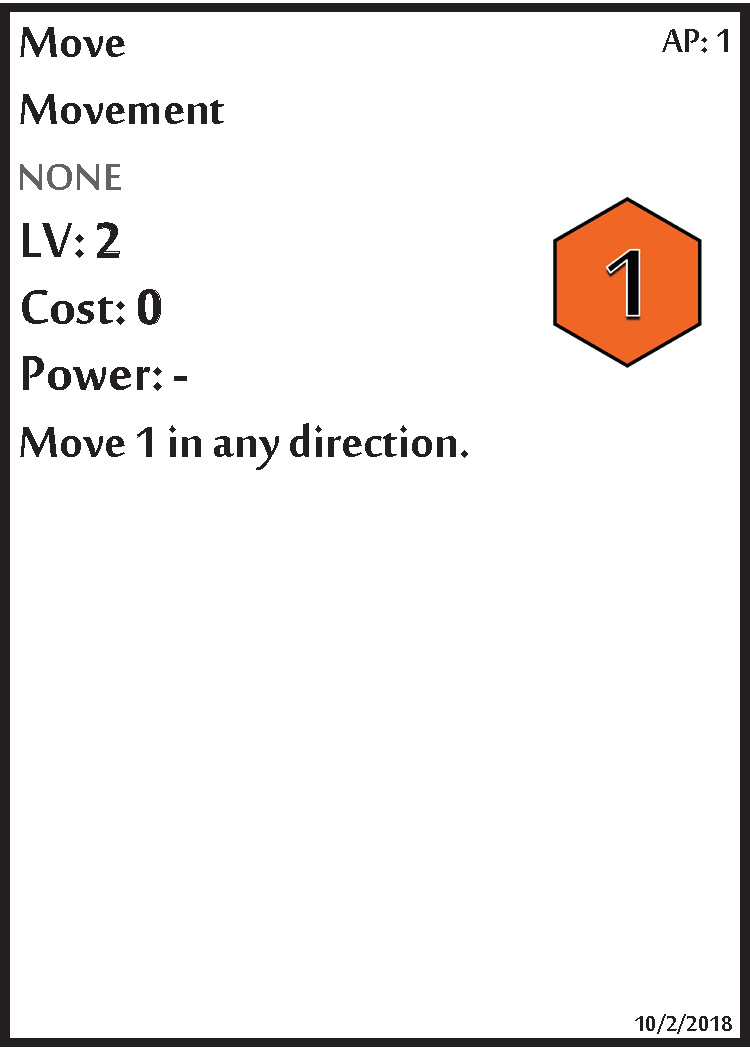 Move
AP: 1
Movement
NONE
LV: 2
Cost: 0
1
Power: -
Move 1 in any direction.
10/2/2018